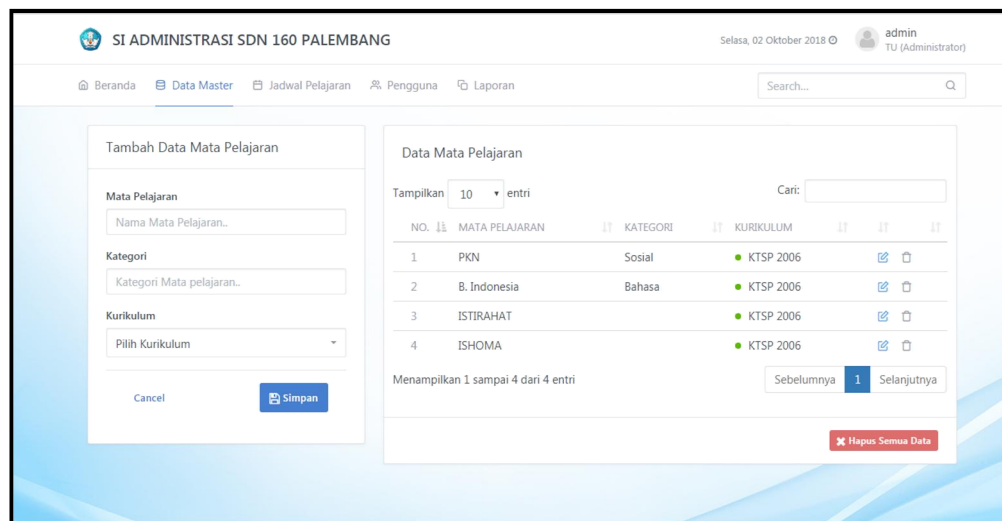 SI ADMINISTRASI SDN 160 PALEMBANG
Selasa, 02 Oktober 2018
admin
TU (Administrator)
Beranda Data Master Jadwal Pelajaran Pengguna Laporan Search...
Tambah Data Mata Pelajaran
Mata Pelajaran
Nama Mata Pelajaran..
Kategori
Kategori Mata pelajaran..
Kurikulum
Pilih Kurikulum
Cancel Simpan
Data Mata Pelajaran
Tampilkan 10 entri Cari:
NO. MATA PELAJARAN KATEGORI KURIKULUM
1 PKN Sosial KTSP 2006
2 B. Indonesia Bahasa KTSP 2006
3 ISTIRAHAT KTSP 2006
4 ISHOMA KTSP 2006
Menampilkan 1 sampai 4 dari 4 entri Sebelumnya 1 Selanjutnya
Hapus Semua Data